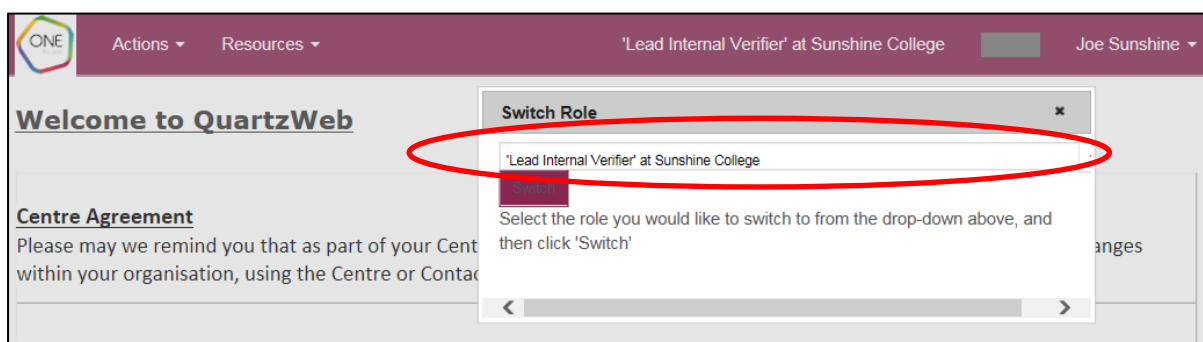 ONE
Actions
Resources
'Lead Internal Verifier' at Sunshine College
Joe Sunshine
Welcome to QuartzWeb
Switch Role
'Lead Internal Verifier' at Sunshine College
Switch
Select the role you would like to switch to from the drop-down above, and
then click 'Switch'
Centre Agreement
Please may we remind you that as part of your Cent anges
within your organisation, using the Centre or Contac